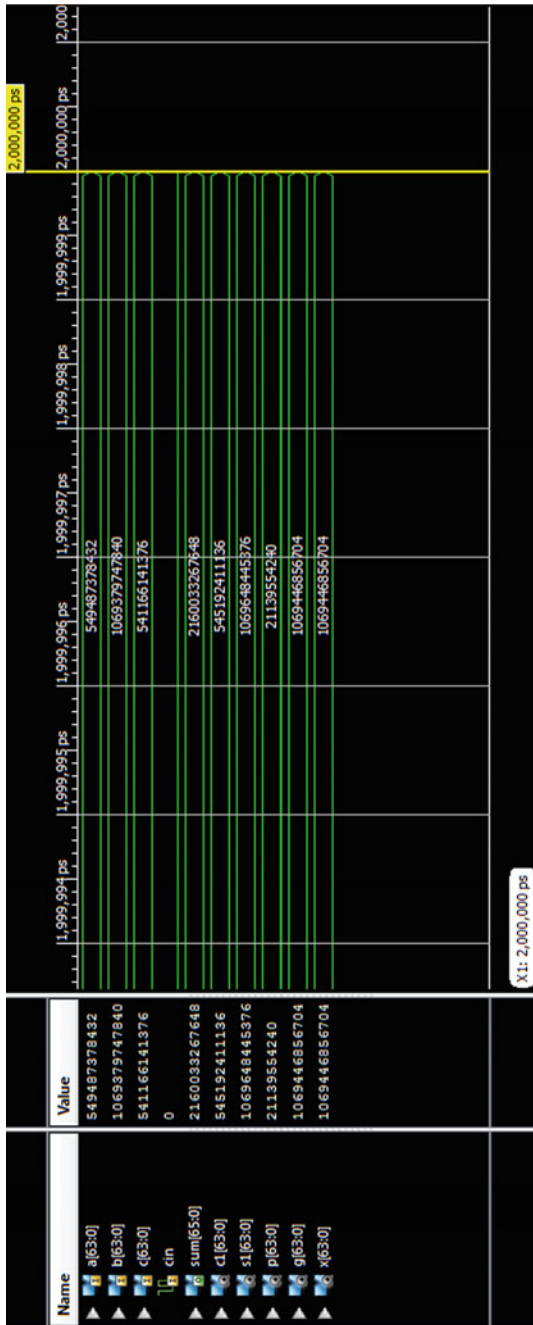 Name Value
2,000,000 ps
1,999,994 ps 1,999,995 ps 1,999,996 ps 1,999,997 ps 1,999,998 ps 1,999,999 ps 2,000,000 ps 2,000
a[63:0] 549487378432 549487378432
b[63:0] 1069379747840 1069379747840
c[63:0] 541166141376 541166141376
cin 0
sum[65:0] 2160033267648 2160033267648
c1[63:0] 545192411136 545192411136
s1[63:0] 1069648445376 1069648445376
p[63:0] 21139554240 21139554240
g[63:0] 1069446856704 1069446856704
x[63:0] 1069446856704 1069446856704
X1: 2,000,000 ps